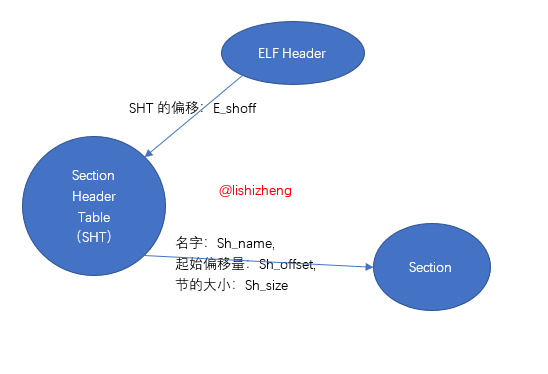 ELF Header
SHT 的偏移：E_shoff
Section
Header
Table
（SHT）
@lishizheng
名字：Sh_name,
起始偏移量：Sh_offset,
节的大小：Sh_size
Section